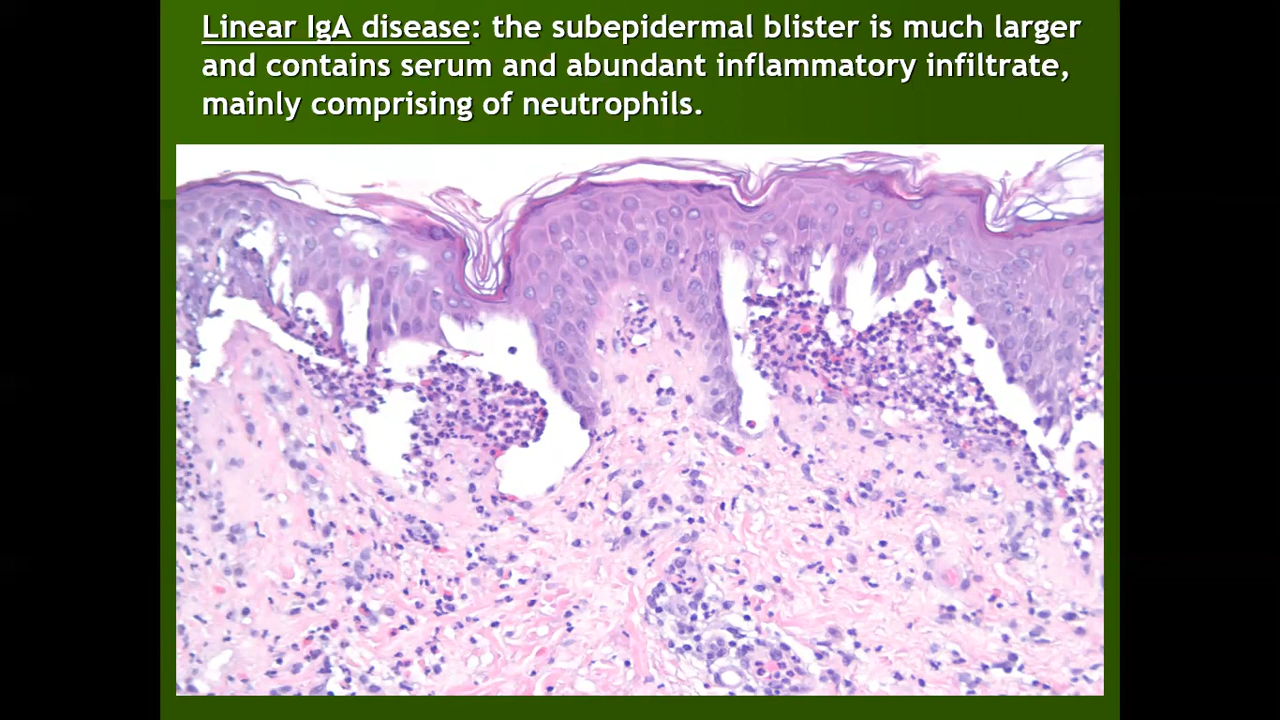 Linear IgA disease: the subepidermal blister is much larger
and contains serum and abundant inflammatory infiltrate,
mainly comprising of neutrophils.